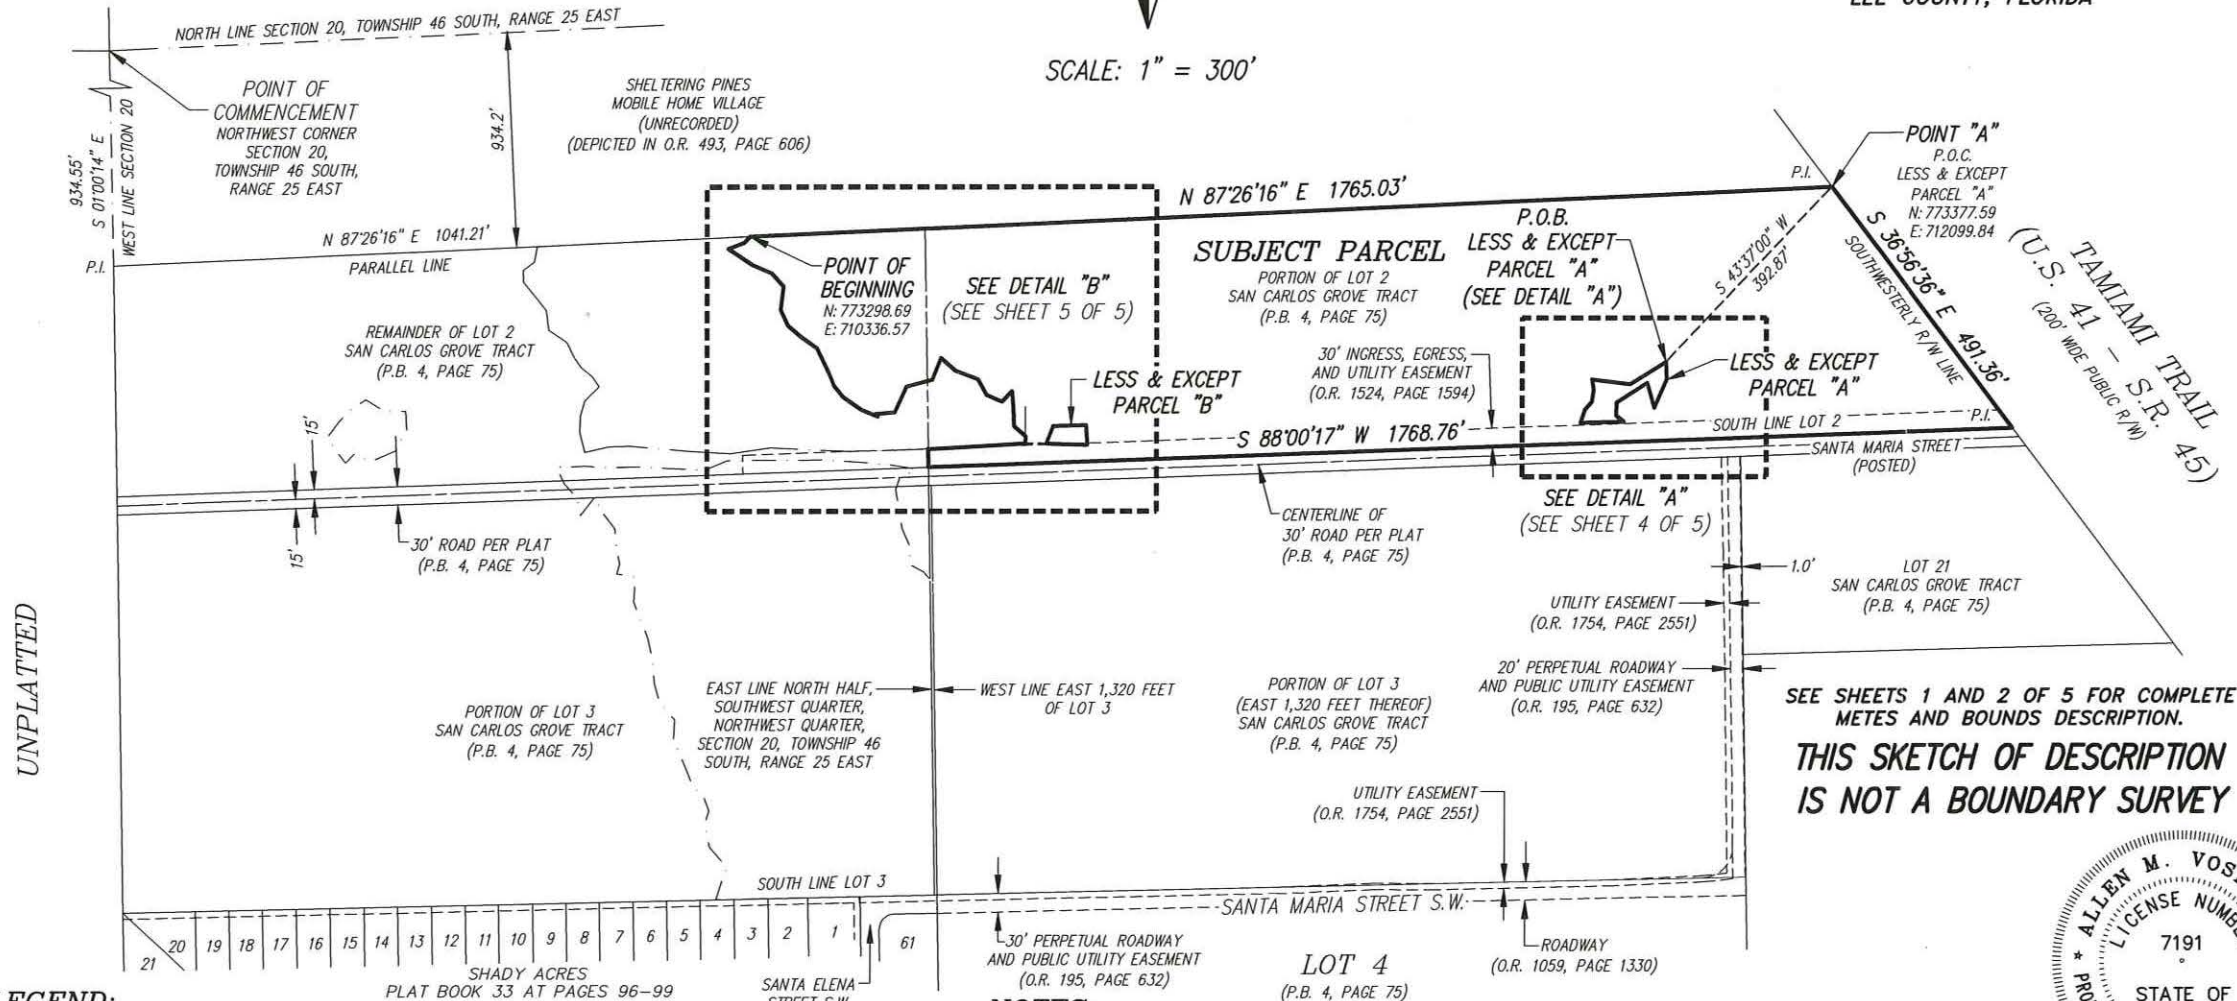 LEE COUNTY, FLORIDA
NORTH LINE SECTION 20, TOWNSHIP 46 SOUTH, RANGE 25 EAST
SCALE: 1" = 300'
POINT OF
COMMENCEMENT
NORTHWEST CORNER
SECTION 20,
TOWNSHIP 46 SOUTH,
RANGE 25 EAST
934.55'
S 01°00'14" E
WEST LINE SECTION 20
934.2'
SHELTERING PINES
MOBILE HOME VILLAGE
(UNRECORDED)
(DEPICTED IN O.R. 493, PAGE 606)
P.I.
N 87°26'16" E 1041.21'
PARALLEL LINE
N 87°26'16" E 1765.03'
P.I.
POINT "A"
P.O.C.
LESS & EXCEPT
PARCEL "A"
N: 773377.59
E: 712099.84
POINT OF
BEGINNING
N: 773298.69
E: 710336.57
SEE DETAIL "B"
(SEE SHEET 5 OF 5)
SUBJECT PARCEL
PORTION OF LOT 2
SAN CARLOS GROVE TRACT
(P.B. 4, PAGE 75)
P.O.B.
LESS & EXCEPT
PARCEL "A"
(SEE DETAIL "A")
S 43°37'00" W
392.87'
S 36°56'36" E 491.36'
SOUTHWESTERLY R/W LINE
TAMIAMI TRAIL
(U.S. 41 - S.R. 45)
(200' WIDE PUBLIC R/W)
REMAINDER OF LOT 2
SAN CARLOS GROVE TRACT
(P.B. 4, PAGE 75)
LESS & EXCEPT
PARCEL "B"
30' INGRESS, EGRESS,
AND UTILITY EASEMENT
(O.R. 1524, PAGE 1594)
LESS & EXCEPT
PARCEL "A"
S 88°00'17" W 1768.76'
SOUTH LINE LOT 2
P.I.
SANTA MARIA STREET
(POSTED)
15'
15'
30' ROAD PER PLAT
(P.B. 4, PAGE 75)
CENTERLINE OF
30' ROAD PER PLAT
(P.B. 4, PAGE 75)
SEE DETAIL "A"
(SEE SHEET 4 OF 5)
1.0'
LOT 21
SAN CARLOS GROVE TRACT
(P.B. 4, PAGE 75)
UTILITY EASEMENT
(O.R. 1754, PAGE 2551)
UNPLATTED
PORTION OF LOT 3
SAN CARLOS GROVE TRACT
(P.B. 4, PAGE 75)
EAST LINE NORTH HALF,
SOUTHWEST QUARTER,
NORTHWEST QUARTER,
SECTION 20, TOWNSHIP 46
SOUTH, RANGE 25 EAST
WEST LINE EAST 1,320 FEET
OF LOT 3
PORTION OF LOT 3
(EAST 1,320 FEET THEREOF)
SAN CARLOS GROVE TRACT
(P.B. 4, PAGE 75)
20' PERPETUAL ROADWAY
AND PUBLIC UTILITY EASEMENT
(O.R. 195, PAGE 632)
SEE SHEETS 1 AND 2 OF 5 FOR COMPLETE
METES AND BOUNDS DESCRIPTION.
THIS SKETCH OF DESCRIPTION
IS NOT A BOUNDARY SURVEY
UTILITY EASEMENT
(O.R. 1754, PAGE 2551)
SOUTH LINE LOT 3
SANTA MARIA STREET S.W.
21 20 19 18 17 16 15 14 13 12 11 10 9 8 7 6 5 4 3 2 1 61
SHADY ACRES
PLAT BOOK 33 AT PAGES 96-99
SANTA ELENA
STREET S.W.
30' PERPETUAL ROADWAY
AND PUBLIC UTILITY EASEMENT
(O.R. 195, PAGE 632)
LOT 4
(P.B. 4, PAGE 75)
ROADWAY
(O.R. 1059, PAGE 1330)
ALLEN M. VOS
LICENSE NUMBE
7191
STATE OF
PRO
LEGEND:
NOTES